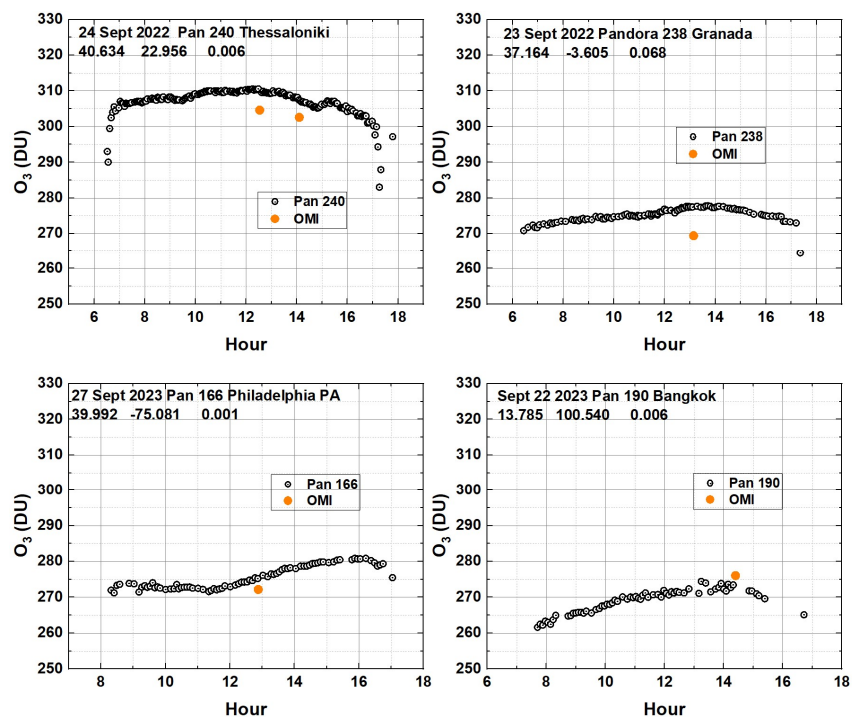 24 Sept 2022 Pan 240 Thessaloniki
40.634 22.956 0.006
O3 (DU)
330
320
310
300
290
280
270
260
250
Pan 240
OMI
6 8 10 12 14 16 18
Hour
23 Sept 2022 Pandora 238 Granada
37.164 -3.605 0.068
O3 (DU)
330
320
310
300
290
280
270
260
250
Pan 238
OMI
6 8 10 12 14 16 18
Hour
27 Sept 2023 Pan 166 Philadelphia PA
39.992 -75.081 0.001
O3 (DU)
330
320
310
300
290
280
270
260
250
Pan 166
OMI
8 10 12 14 16 18
Hour
Sept 22 2023 Pan 190 Bangkok
13.785 100.540 0.006
O3 (DU)
330
320
310
300
290
280
270
260
250
Pan 190
OMI
6 8 10 12 14 16 18
Hour